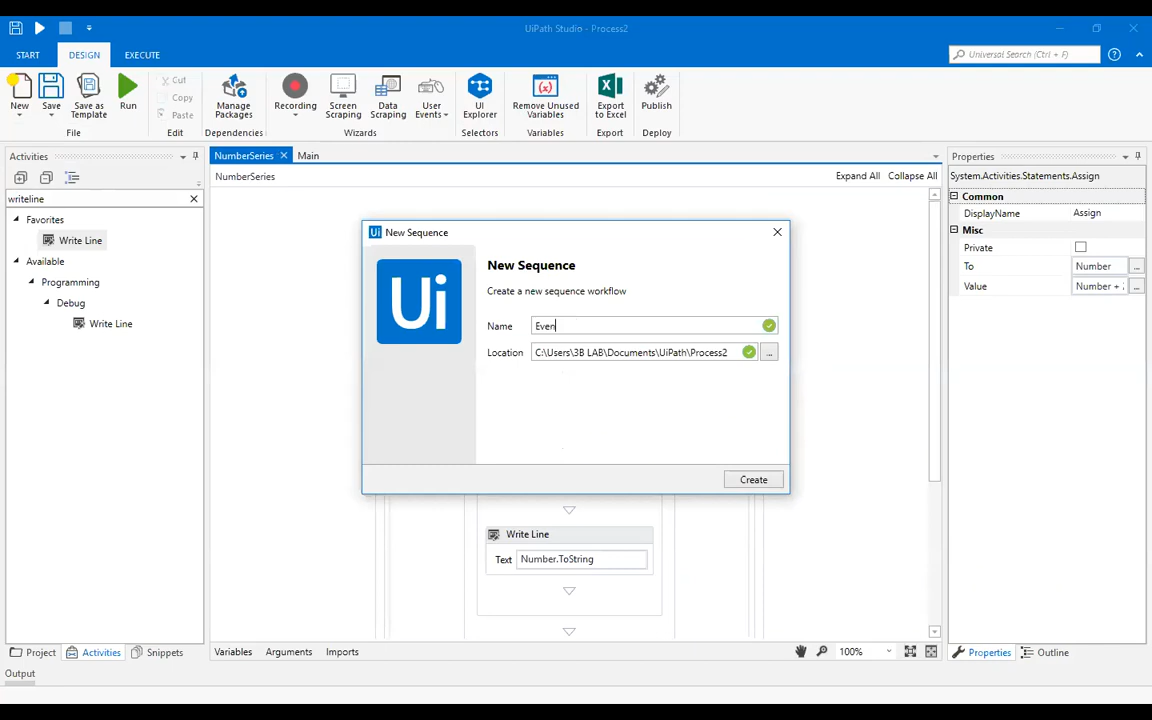 UiPath Studio - Process2
START DESIGN EXECUTE
Universal Search (Ctrl + F)
New Save Save as Template Run
Cut
Copy
Paste
Manage Packages
Recording
Screen Scraping
Data Scraping
User Events
UI Explorer
Remove Unused Variables
Export to Excel
Publish
File Edit Dependencies Wizards Selectors Variables Export Deploy
Activities
writeline
Favorites
Write Line
Available
Programming
Debug
Write Line
NumberSeries Main
NumberSeries
Expand All Collapse All
Ui New Sequence
Ui
New Sequence
Create a new sequence workflow
Name Even
Location C:\Users\3B LAB\Documents\UiPath\Process2 ...
Create
Write Line
Text Number.ToString
Properties
System.Activities.Statements.Assign
Common
DisplayName Assign
Misc
Private
To Number ...
Value ...
Project Activities Snippets
Variables Arguments Imports
100%
Properties Outline
Output